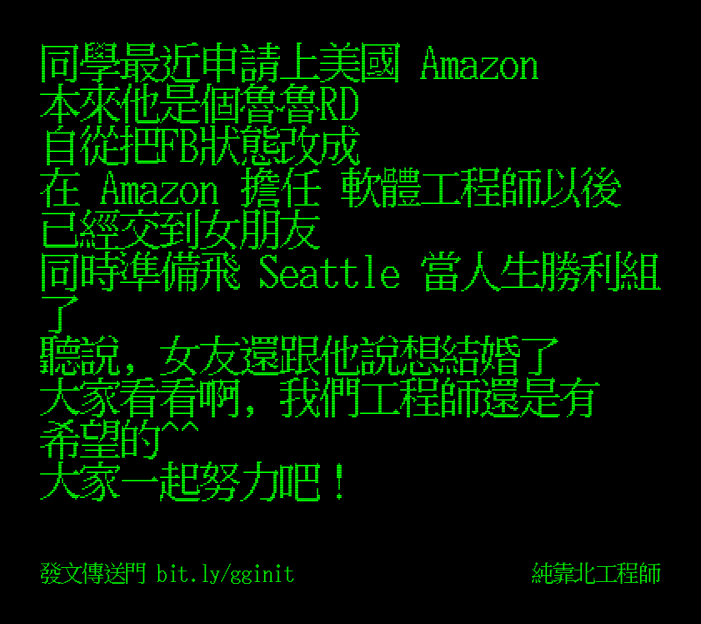 同學最近申請上美國 Amazon
本來他是個魯魯RD
自從把FB狀態改成
在 Amazon 擔任 軟體工程師以後
已經交到女朋友
同時準備飛 Seattle 當人生勝利組
了
聽說, 女友還跟他說想結婚了
大家看看啊, 我們工程師還是有
希望的^^
大家一起努力吧！
發文傳送門 bit.ly/gginit
純靠北工程師